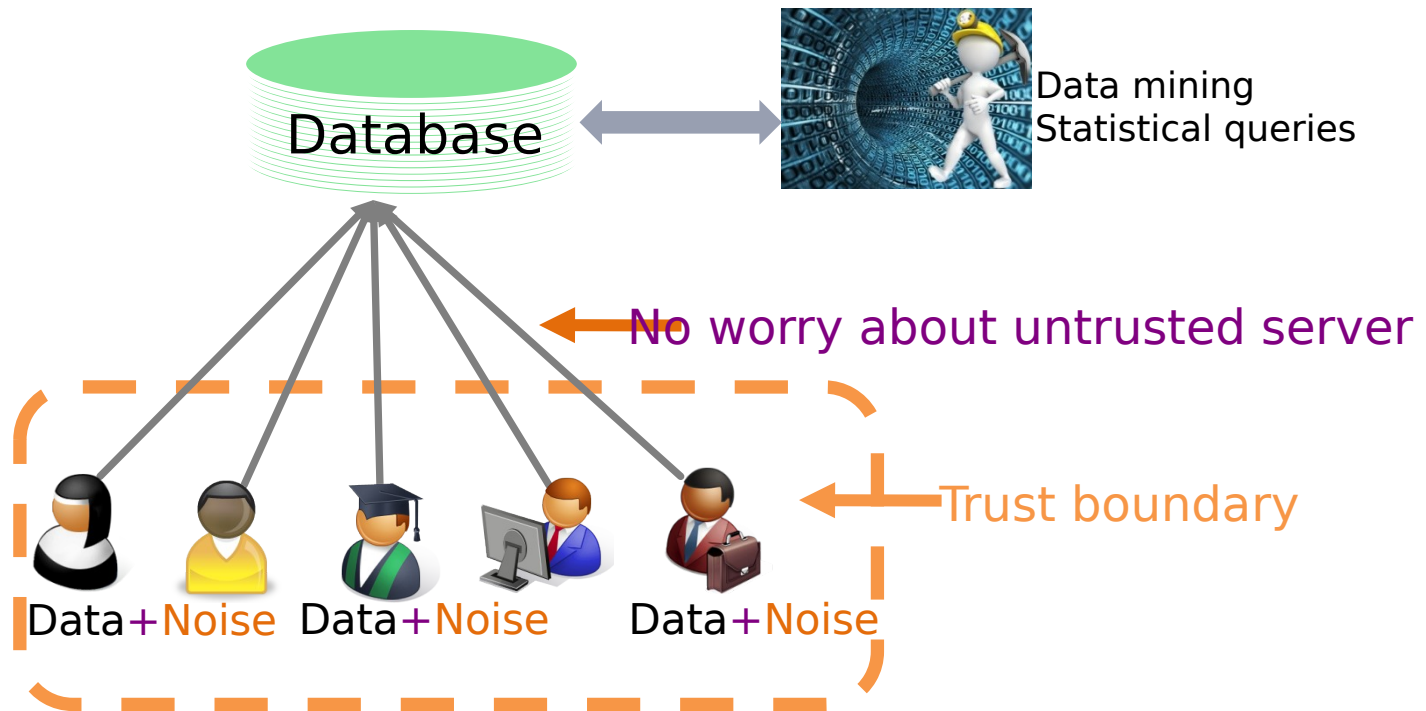 Database
Data mining
Statistical queries
No worry about untrusted server
Trust boundary
Data+Noise
Data+Noise
Data+Noise